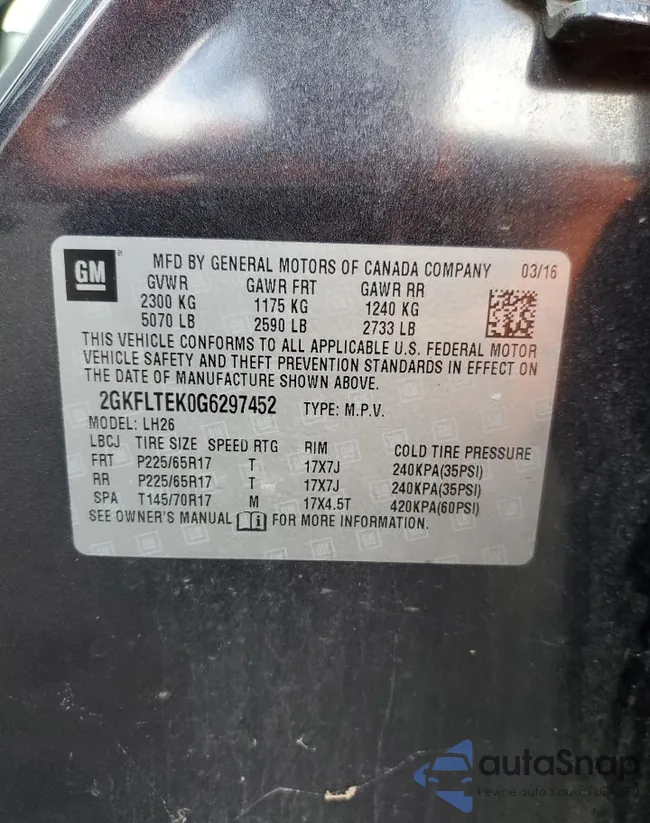 GM
MFD BY GENERAL MOTORS OF CANADA COMPANY 03/16
GVWR GAWR FRT GAWR RR
2300 KG 1175 KG 1240 KG
5070 LB 2590 LB 2733 LB
THIS VEHICLE CONFORMS TO ALL APPLICABLE U.S. FEDERAL MOTOR
VEHICLE SAFETY AND THEFT PREVENTION STANDARDS IN EFFECT ON
THE DATE OF MANUFACTURE SHOWN ABOVE.
2GKFLTEK0G6297452 TYPE: M.P.V.
MODEL: LH26
LBCJ TIRE SIZE SPEED RTG RIM COLD TIRE PRESSURE
FRT P225/65R17 T 17X7J 240KPA(35PSI)
RR P225/65R17 T 17X7J 240KPA(35PSI)
SPA T145/70R17 M 17X4.5T 420KPA(60PSI)
SEE OWNER'S MANUAL FOR MORE INFORMATION.
autoSnap
Pewne auto z aukcji